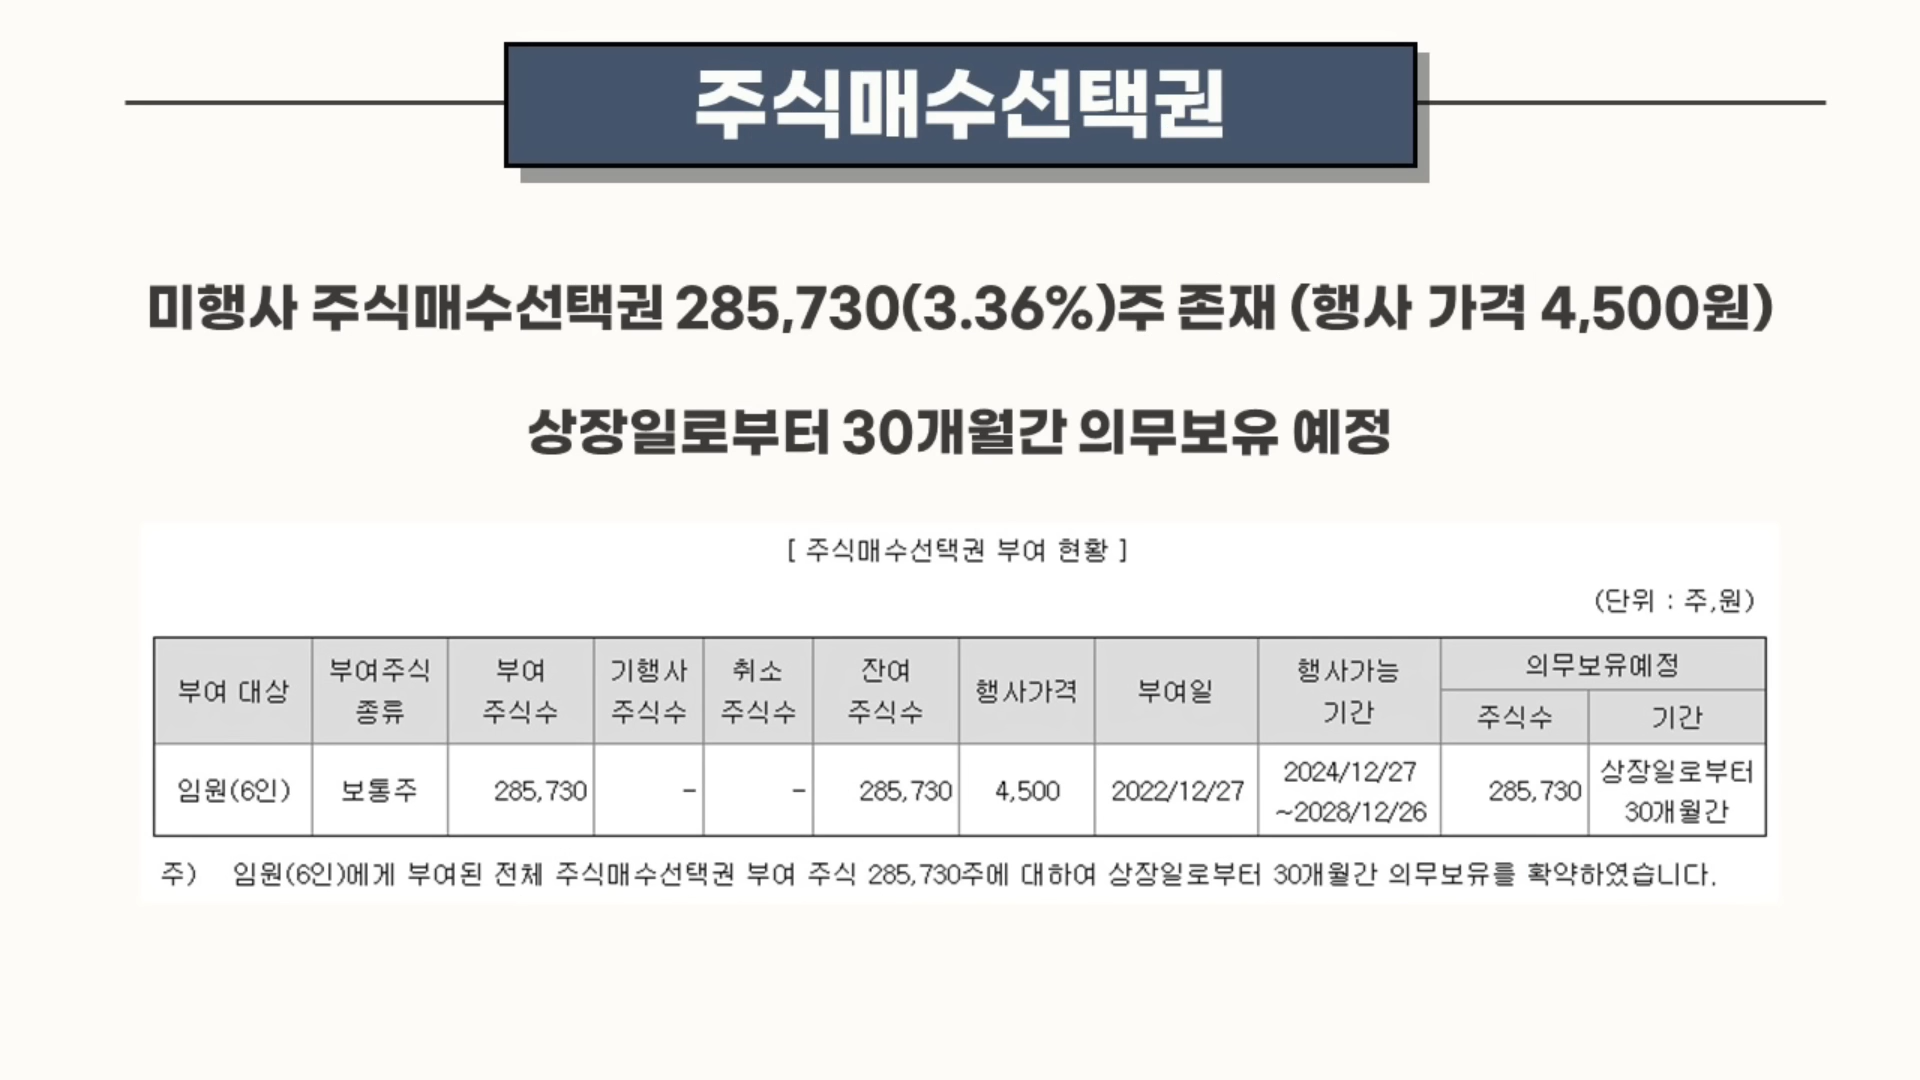 주식매수선택권
미행사 주식매수선택권 285,730(3.36%)주 존재 (행사 가격 4,500원)
상장일로부터 30개월간 의무보유 예정
[ 주식매수선택권 부여 현황 ]
(단위 : 주,원)
부여 대상 부여주식 종류 부여 주식수 기행사 주식수 취소 주식수 잔여 주식수 행사가격 부여일 행사가능 기간 의무보유예정
주식수 기간
임원(6인) 보통주 285,730 - - 285,730 4,500 2022/12/27 2024/12/27 ~2028/12/26 285,730 상장일로부터 30개월간
주) 임원(6인)에게 부여된 전체 주식매수선택권 부여 주식 285,730주에 대하여 상장일로부터 30개월간 의무보유를 확약하였습니다.